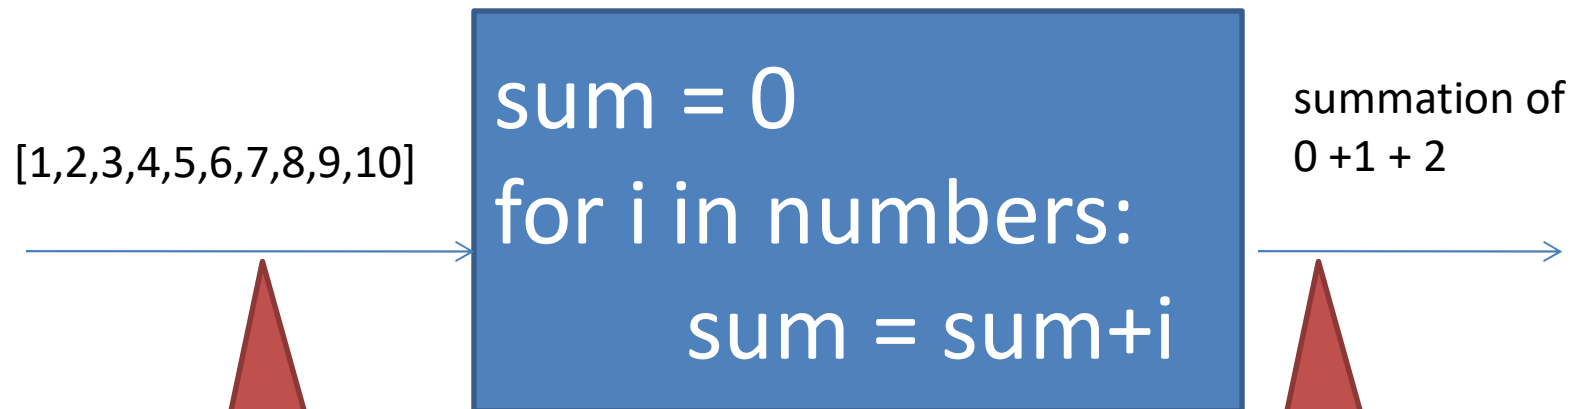 [1,2,3,4,5,6,7,8,9,10]
sum = 0
for i in numbers:
sum = sum+i
summation of
0 +1 + 2